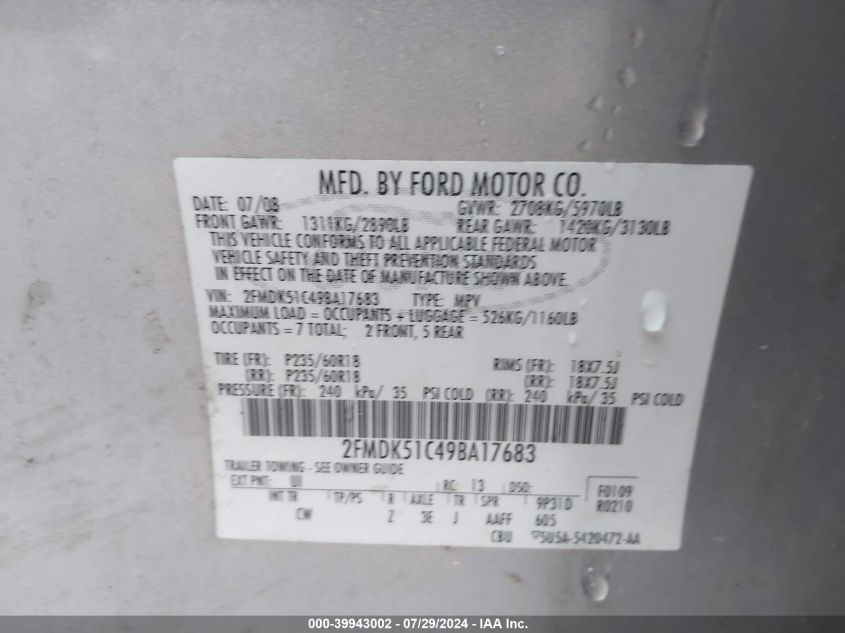 MFD. BY FORD MOTOR CO.
DATE: 07/08 GVWR: 2708KG/5970LB
FRONT GAWR: 1311KG/2890LB REAR GAWR: 1420KG/3130LB
THIS VEHICLE CONFORMS TO ALL APPLICABLE FEDERAL MOTOR
VEHICLE SAFETY AND THEFT PREVENTION STANDARDS
IN EFFECT ON THE DATE OF MANUFACTURE SHOWN ABOVE.
VIN: 2FMDK51C49BA17683 TYPE: MPV
MAXIMUM LOAD = OCCUPANTS + LUGGAGE = 526KG/1160LB
OCCUPANTS = 7 TOTAL; 2 FRONT, 5 REAR
TIRE (FR): P235/60R18 RIMS (FR): 18X7.5J
(RR): P235/60R18 (RR): 18X7.5J
PRESSURE (FR): 240 kPa/ 35 PSI COLD (RR): 240 kPa/ 35 PSI COLD
2FMDK51C49BA17683
TRAILER TOWING - SEE OWNER GUIDE
EXT PNT: UI RC: 13 DSO: F0109
INT TR TP/PS R AXLE TR SPR 9P31D R0210
CW Z 3E J AAFF 605
CBU 5U5A-5420472-AA
000-39943002 - 07/29/2024 - IAA Inc.